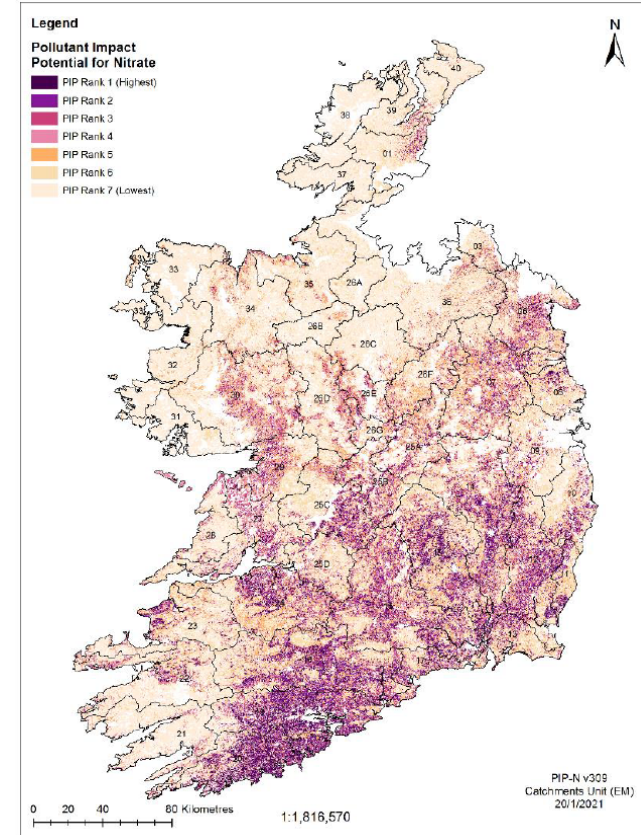 Legend
N
Pollutant Impact
Potential for Nitrate
PIP Rank 1 (Highest)
PIP Rank 2
PIP Rank 3
PIP Rank 4
PIP Rank 5
PIP Rank 6
PIP Rank 7 (Lowest)
40
39
38
01
37
03
33
26A
35
36
34
33
26B
06
26C
32
26F
07
26E
08
30
26D
31
26G
25A
09
29
25B
10
25C
28
25D
23
22
21
PIP-N v309
Catchments Unit (EM)
20/1/2021
0 20 40 80 Kilometres
1:1,816,570